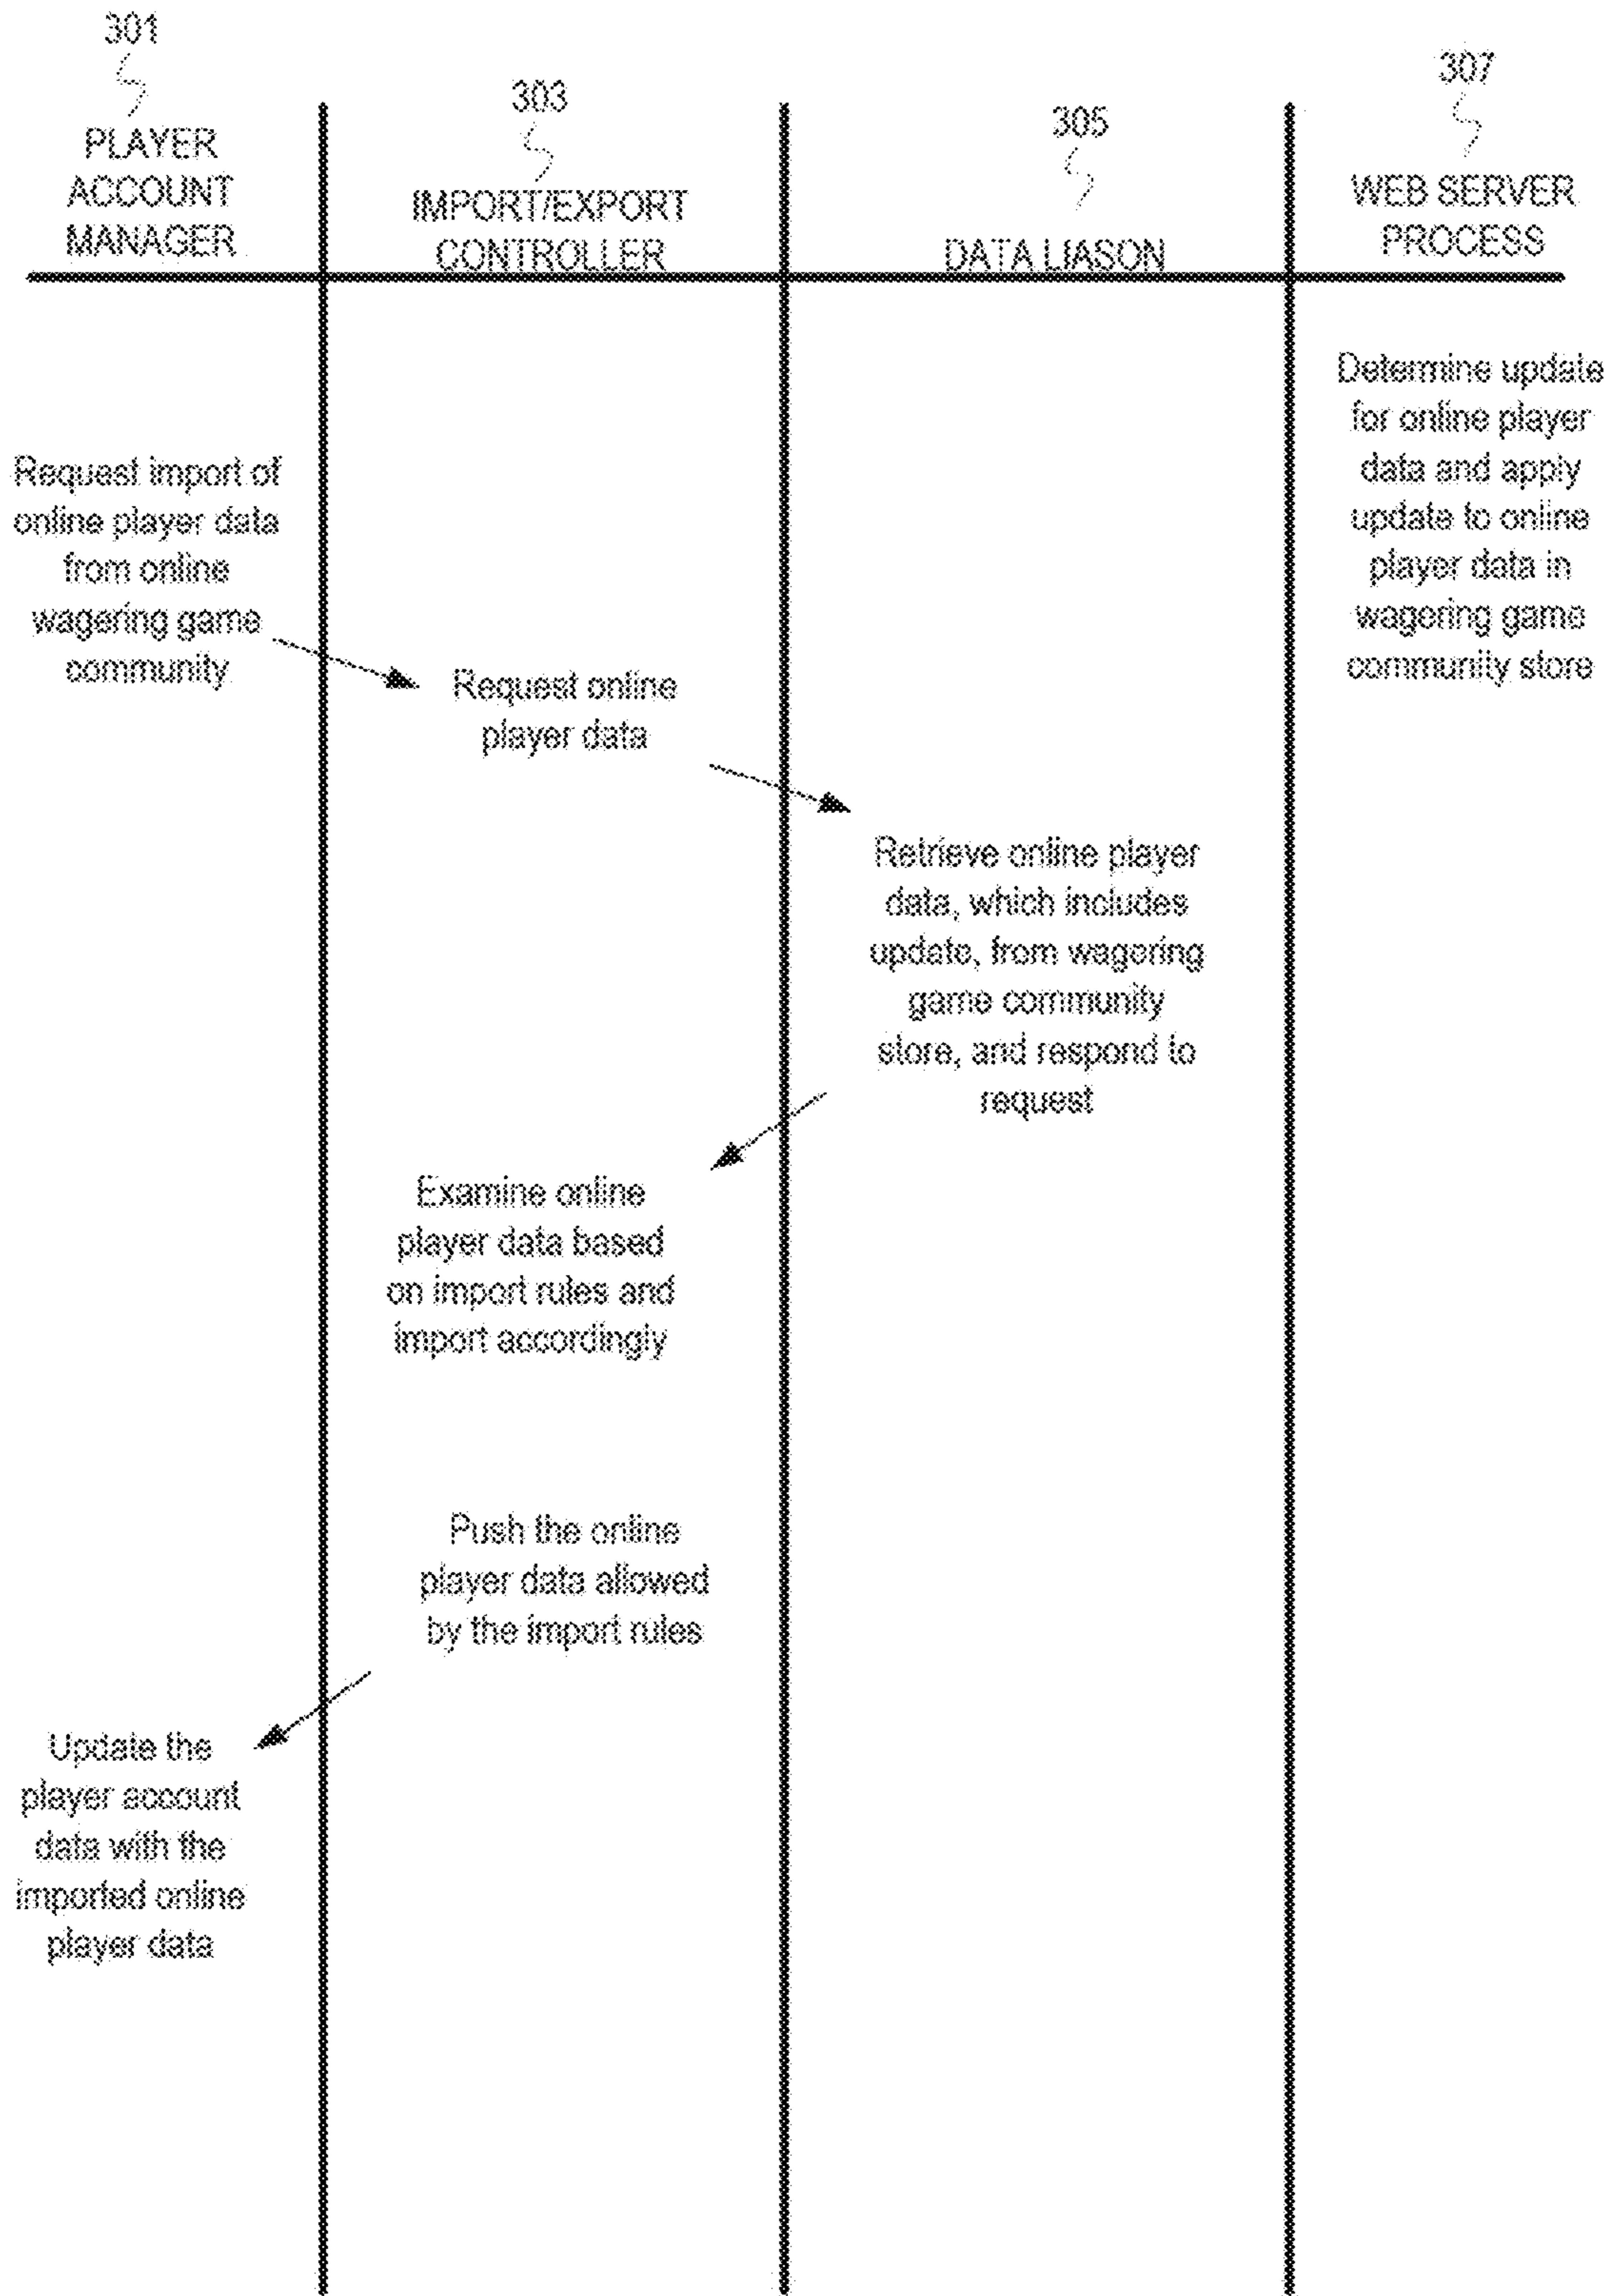 301
PLAYER
ACCOUNT
MANAGER
303
IMPORT/EXPORT
CONTROLLER
305
DATA LIASON
307
WEB SERVER
PROCESS
Determine update
for online player
data and apply
update to online
player data in
wagering game
community store
Request import of
online player data
from online
wagering game
community
Request online
player data
Retrieve online player
data, which includes
update, from wagering
game community
store, and respond to
request
Examine online
player data based
on import rules and
import accordingly
Push the online
player data allowed
by the import rules
Update the
player account
data with the
imported online
player data